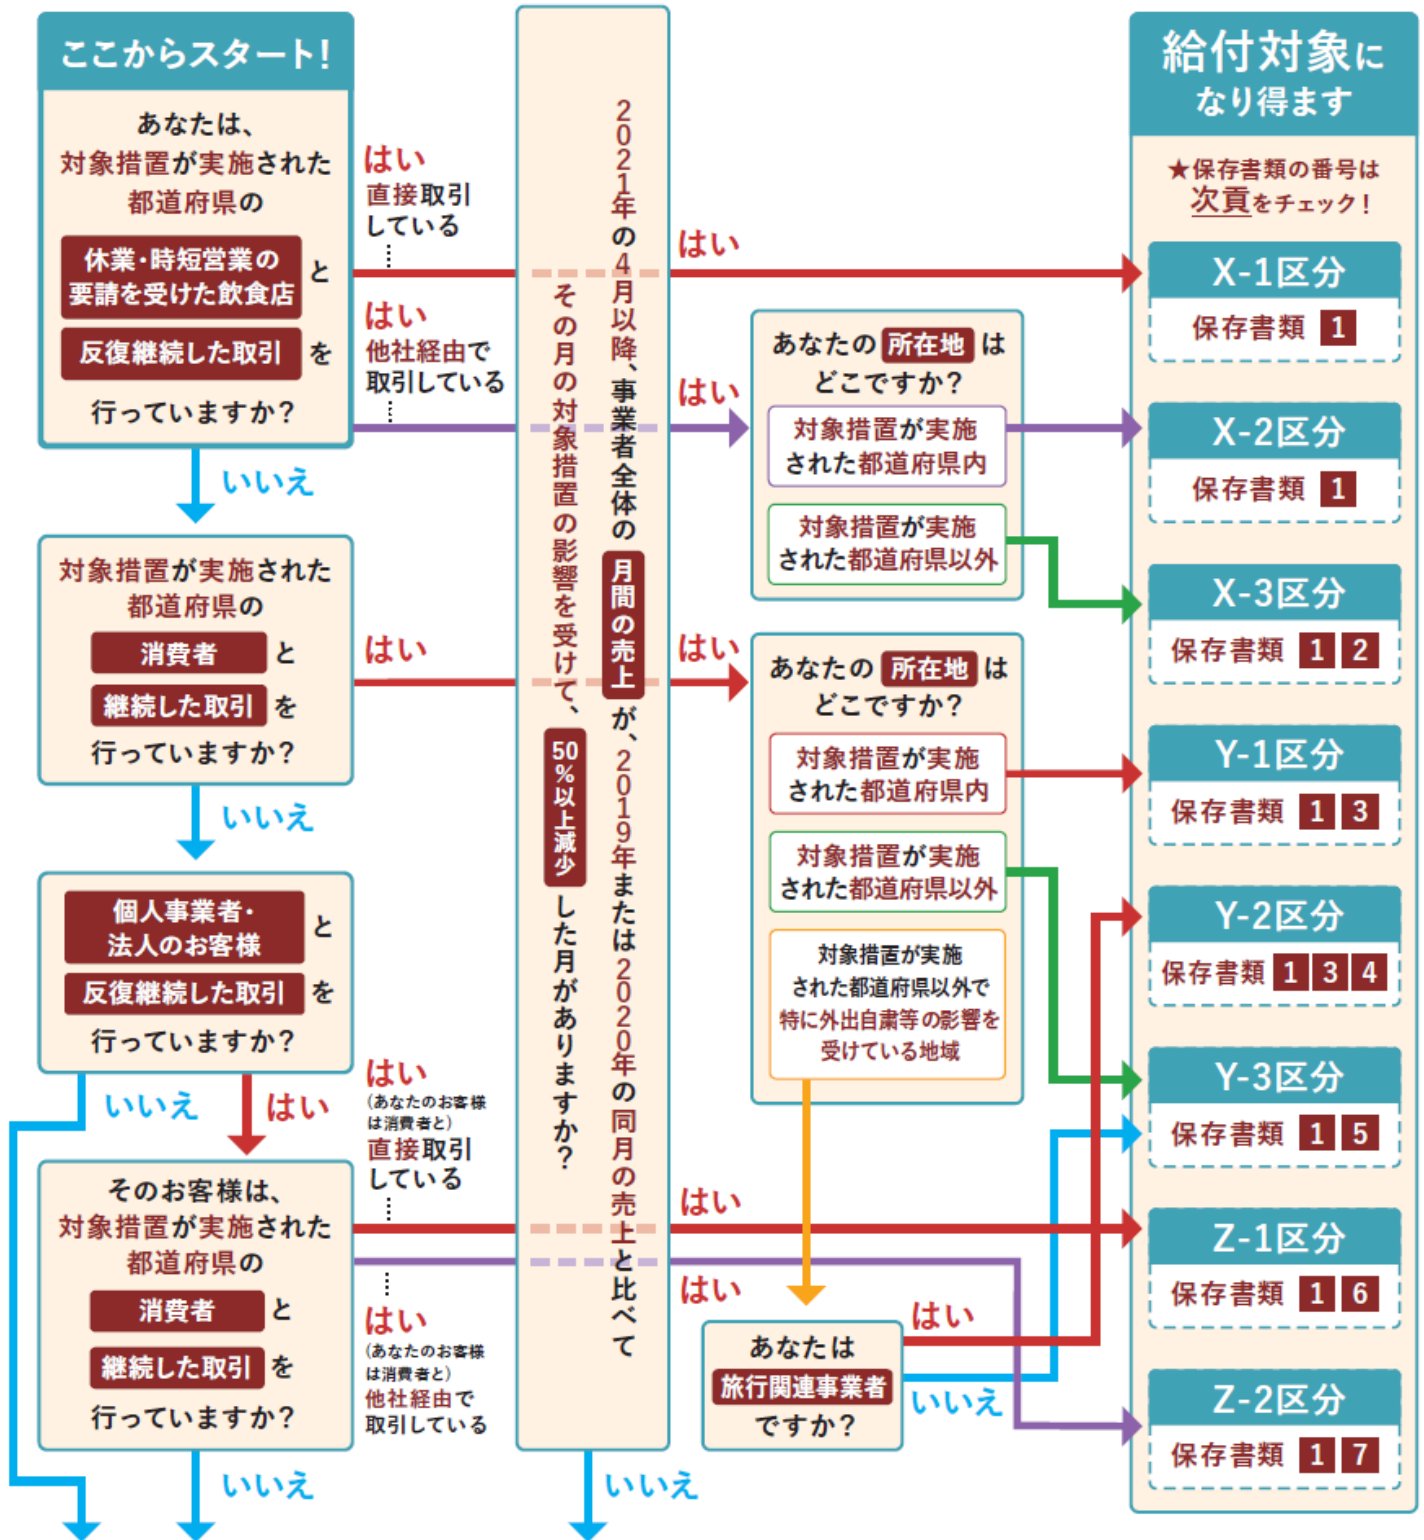 ここからスタート!
あなたは、
対象措置が実施された
都道府県の
休業・時短営業の
要請を受けた飲食店 と
反復継続した取引 を
行っていますか?
はい
直接取引
している
はい
他社経由で
取引している
いいえ
対象措置が実施された
都道府県の
消費者 と
継続した取引 を
行っていますか?
はい
いいえ
個人事業者・
法人のお客様 と
反復継続した取引 を
行っていますか?
いいえ
はい
そのお客様は、
対象措置が実施された
都道府県の
消費者 と
継続した取引 を
行っていますか?
はい
(あなたのお客様
は消費者と)
直接取引
している
はい
(あなたのお客様
は消費者と)
他社経由で
取引している
いいえ
2021年の4月以降、事業者全体の月間の売上が、2019年または2020年の同月の売上と比べて
その月の対象措置の影響を受けて、50%以上減少した月がありますか?
いいえ
はい
はい
あなたの 所在地 は
どこですか?
対象措置が実施
された都道府県内
対象措置が実施
された都道府県以外
はい
あなたの 所在地 は
どこですか?
対象措置が実施
された都道府県内
対象措置が実施
された都道府県以外
対象措置が実施
された都道府県以外で
特に外出自粛等の影響を
受けている地域
はい
はい
あなたは
旅行関連事業者
ですか?
はい
いいえ
給付対象に
なり得ます
★保存書類の番号は
次頁をチェック!
X-1区分
保存書類 1
X-2区分
保存書類 1
X-3区分
保存書類 1 2
Y-1区分
保存書類 1 3
Y-2区分
保存書類 1 3 4
Y-3区分
保存書類 1 5
Z-1区分
保存書類 1 6
Z-2区分
保存書類 1 7